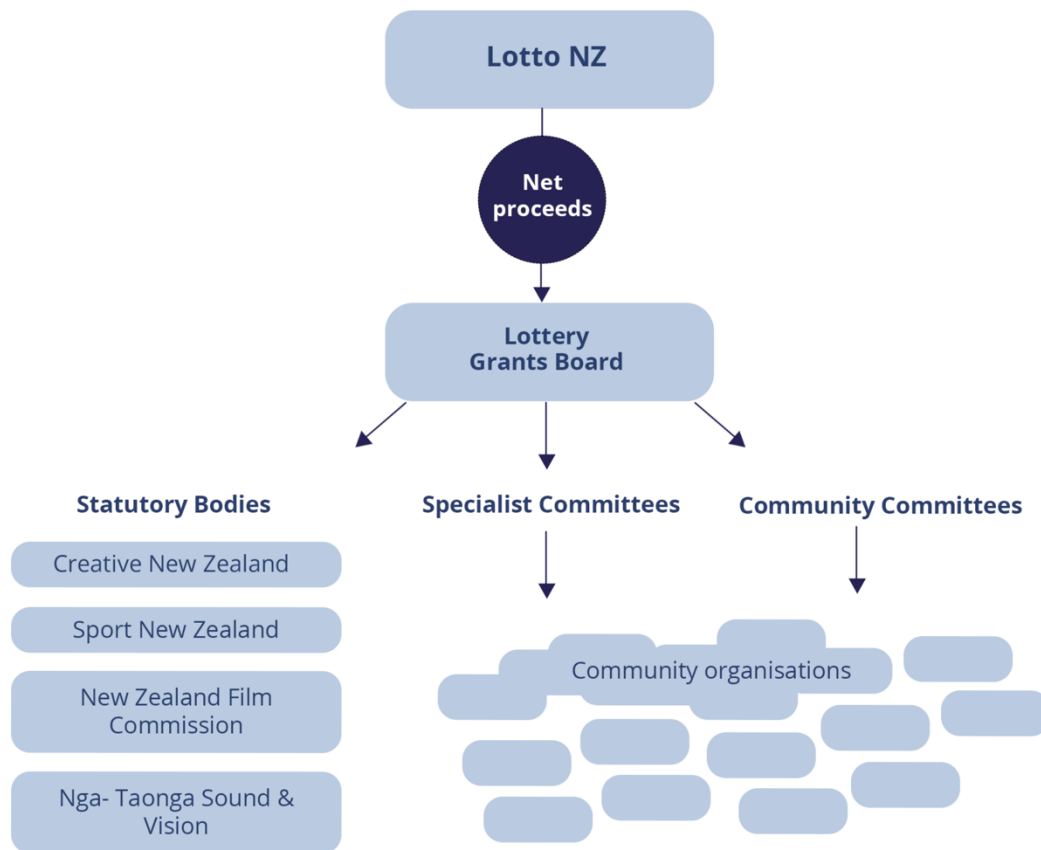 Lotto NZ
Net
proceeds
Lottery
Grants Board
Statutory Bodies
Creative New Zealand
Sport New Zealand
New Zealand Film
Commission
Nga- Taonga Sound &
Vision
Specialist Committees
Community Committees
Community organisations